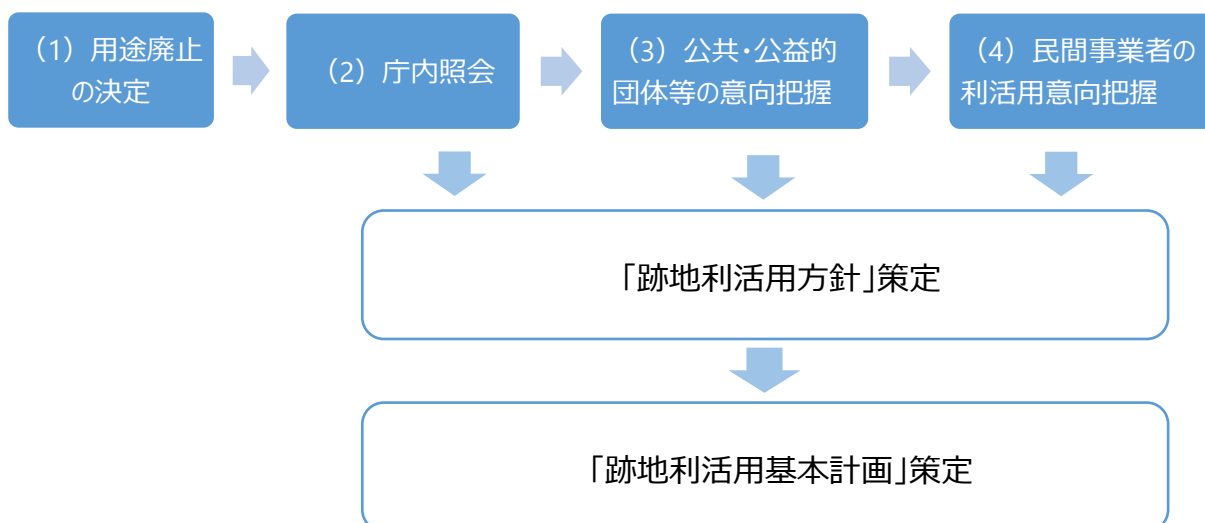 （1）用途廃止
の決定
（2）庁内照会
（3）公共・公益的
団体等の意向把握
（4）民間事業者の
利活用意向把握
「跡地利活用方針」策定
「跡地利活用基本計画」策定